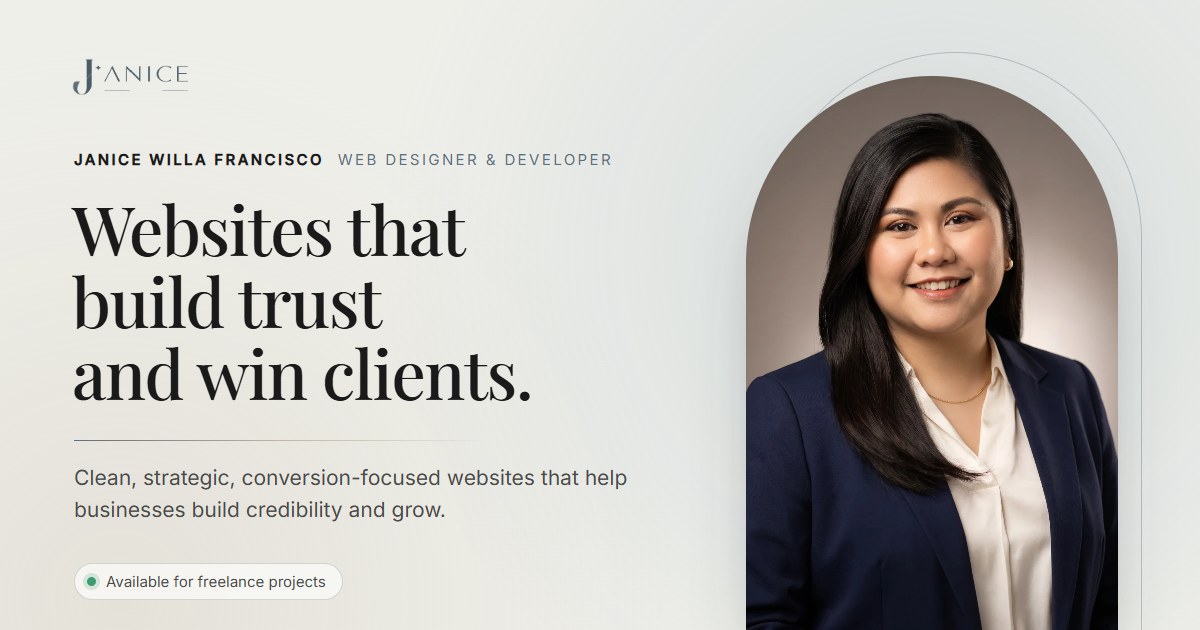 JANICE
JANICE WILLA FRANCISCO WEB DESIGNER & DEVELOPER
Websites that
build trust
and win clients.
Clean, strategic, conversion-focused websites that help
businesses build credibility and grow.
Available for freelance projects